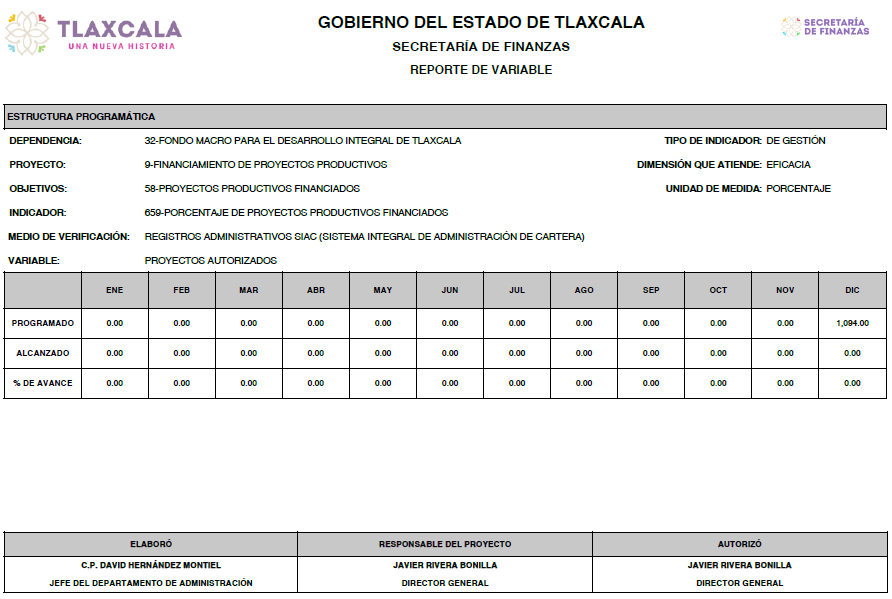 TLAXCALA
UNA NUEVA HISTORIA
GOBIERNO DEL ESTADO DE TLAXCALA
SECRETARÍA DE FINANZAS
REPORTE DE VARIABLE
SECRETARÍA
DE FINANZAS
ESTRUCTURA PROGRAMÁTICA
DEPENDENCIA: 32-FONDO MACRO PARA EL DESARROLLO INTEGRAL DE TLAXCALA TIPO DE INDICADOR: DE GESTIÓN
PROYECTO: 9-FINANCIAMIENTO DE PROYECTOS PRODUCTIVOS DIMENSIÓN QUE ATIENDE: EFICACIA
OBJETIVOS: 58-PROYECTOS PRODUCTIVOS FINANCIADOS UNIDAD DE MEDIDA: PORCENTAJE
INDICADOR: 659-PORCENTAJE DE PROYECTOS PRODUCTIVOS FINANCIADOS
MEDIO DE VERIFICACIÓN: REGISTROS ADMINISTRATIVOS SIAC (SISTEMA INTEGRAL DE ADMINISTRACIÓN DE CARTERA)
VARIABLE: PROYECTOS AUTORIZADOS
ENE FEB MAR ABR MAY JUN JUL AGO SEP OCT NOV DIC
PROGRAMADO 0.00 0.00 0.00 0.00 0.00 0.00 0.00 0.00 0.00 0.00 0.00 1,094.00
ALCANZADO 0.00 0.00 0.00 0.00 0.00 0.00 0.00 0.00 0.00 0.00 0.00 0.00
% DE AVANCE 0.00 0.00 0.00 0.00 0.00 0.00 0.00 0.00 0.00 0.00 0.00 0.00
ELABORÓ RESPONSABLE DEL PROYECTO AUTORIZÓ
C.P. DAVID HERNÁNDEZ MONTIEL JAVIER RIVERA BONILLA JAVIER RIVERA BONILLA
JEFE DEL DEPARTAMENTO DE ADMINISTRACIÓN DIRECTOR GENERAL DIRECTOR GENERAL